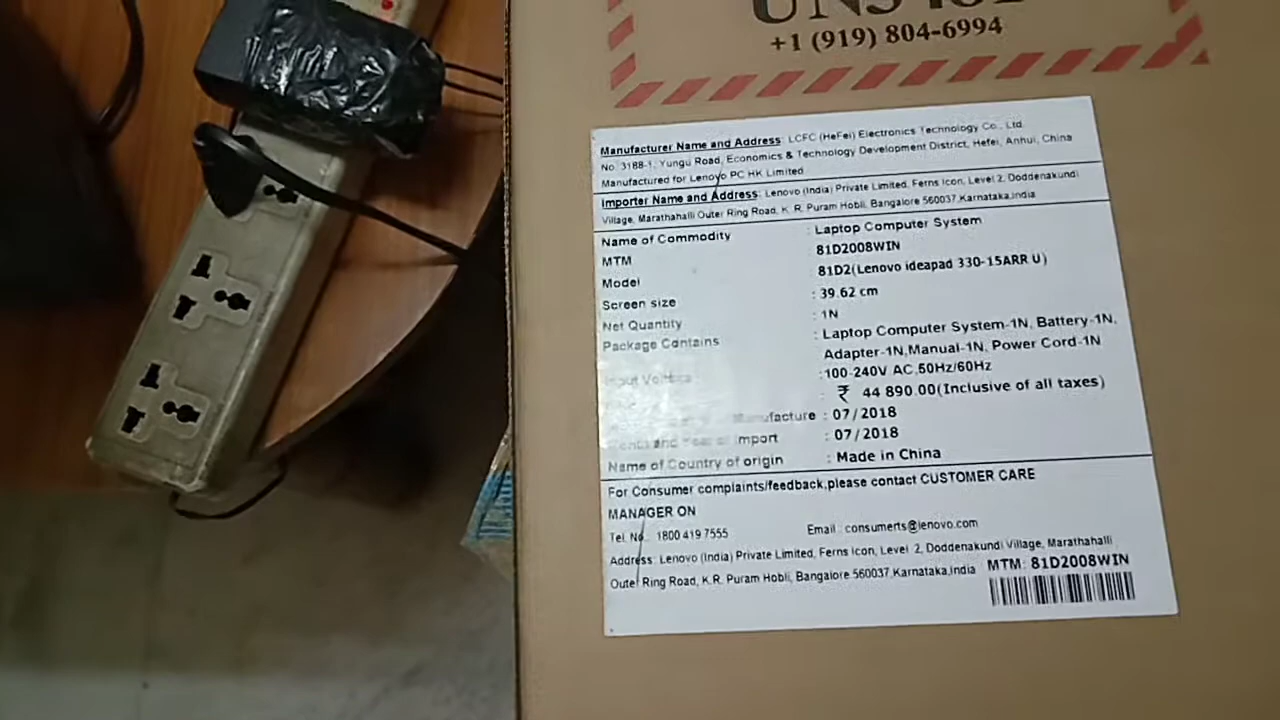 UN3481
+1 (919) 804-6994
Manufacturer Name and Address: LCFC (HeFei) Electronics Technology Co., Ltd.
No. 3188-1, Yungu Road, Economics & Technology Development District, Hefei, Anhui, China
Manufactured for Lenovo PC HK Limited
Importer Name and Address: Lenovo (India) Private Limited, Ferns Icon, Level 2, Doddenakundi
Village, Marathahalli Outer Ring Road, K. R. Puram Hobli, Bangalore 560037, Karnataka, India
Name of Commodity : Laptop Computer System
MTM 81D2008WIN
Model : 81D2(Lenovo ideapad 330-15ARR U)
Screen size : 39.62 cm
Net Quantity : 1N
Package Contains : Laptop Computer System-1N, Battery-1N,
Adapter-1N,Manual-1N, Power Cord-1N
Input : 100-240V AC,50Hz/60Hz
: ₹ 44 890.00(Inclusive of all taxes)
Manufacture : 07/2018
and Year of Import : 07/2018
Name of Country of origin : Made in China
For Consumer complaints/feedback,please contact CUSTOMER CARE
MANAGER ON
Tel. No.: 1800 419 7555 Email : consumerts@lenovo.com
Address: Lenovo (India) Private Limited, Ferns Icon, Level 2, Doddenakundi Village, Marathahalli
Outer Ring Road, K.R. Puram Hobli, Bangalore 560037, Karnataka,India MTM: 81D2008WIN